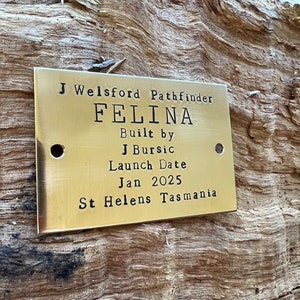 J Welsford Pathfinder
FELINA
Built by
J Bursic
Launch Date
Jan 2025
St Helens Tasmania